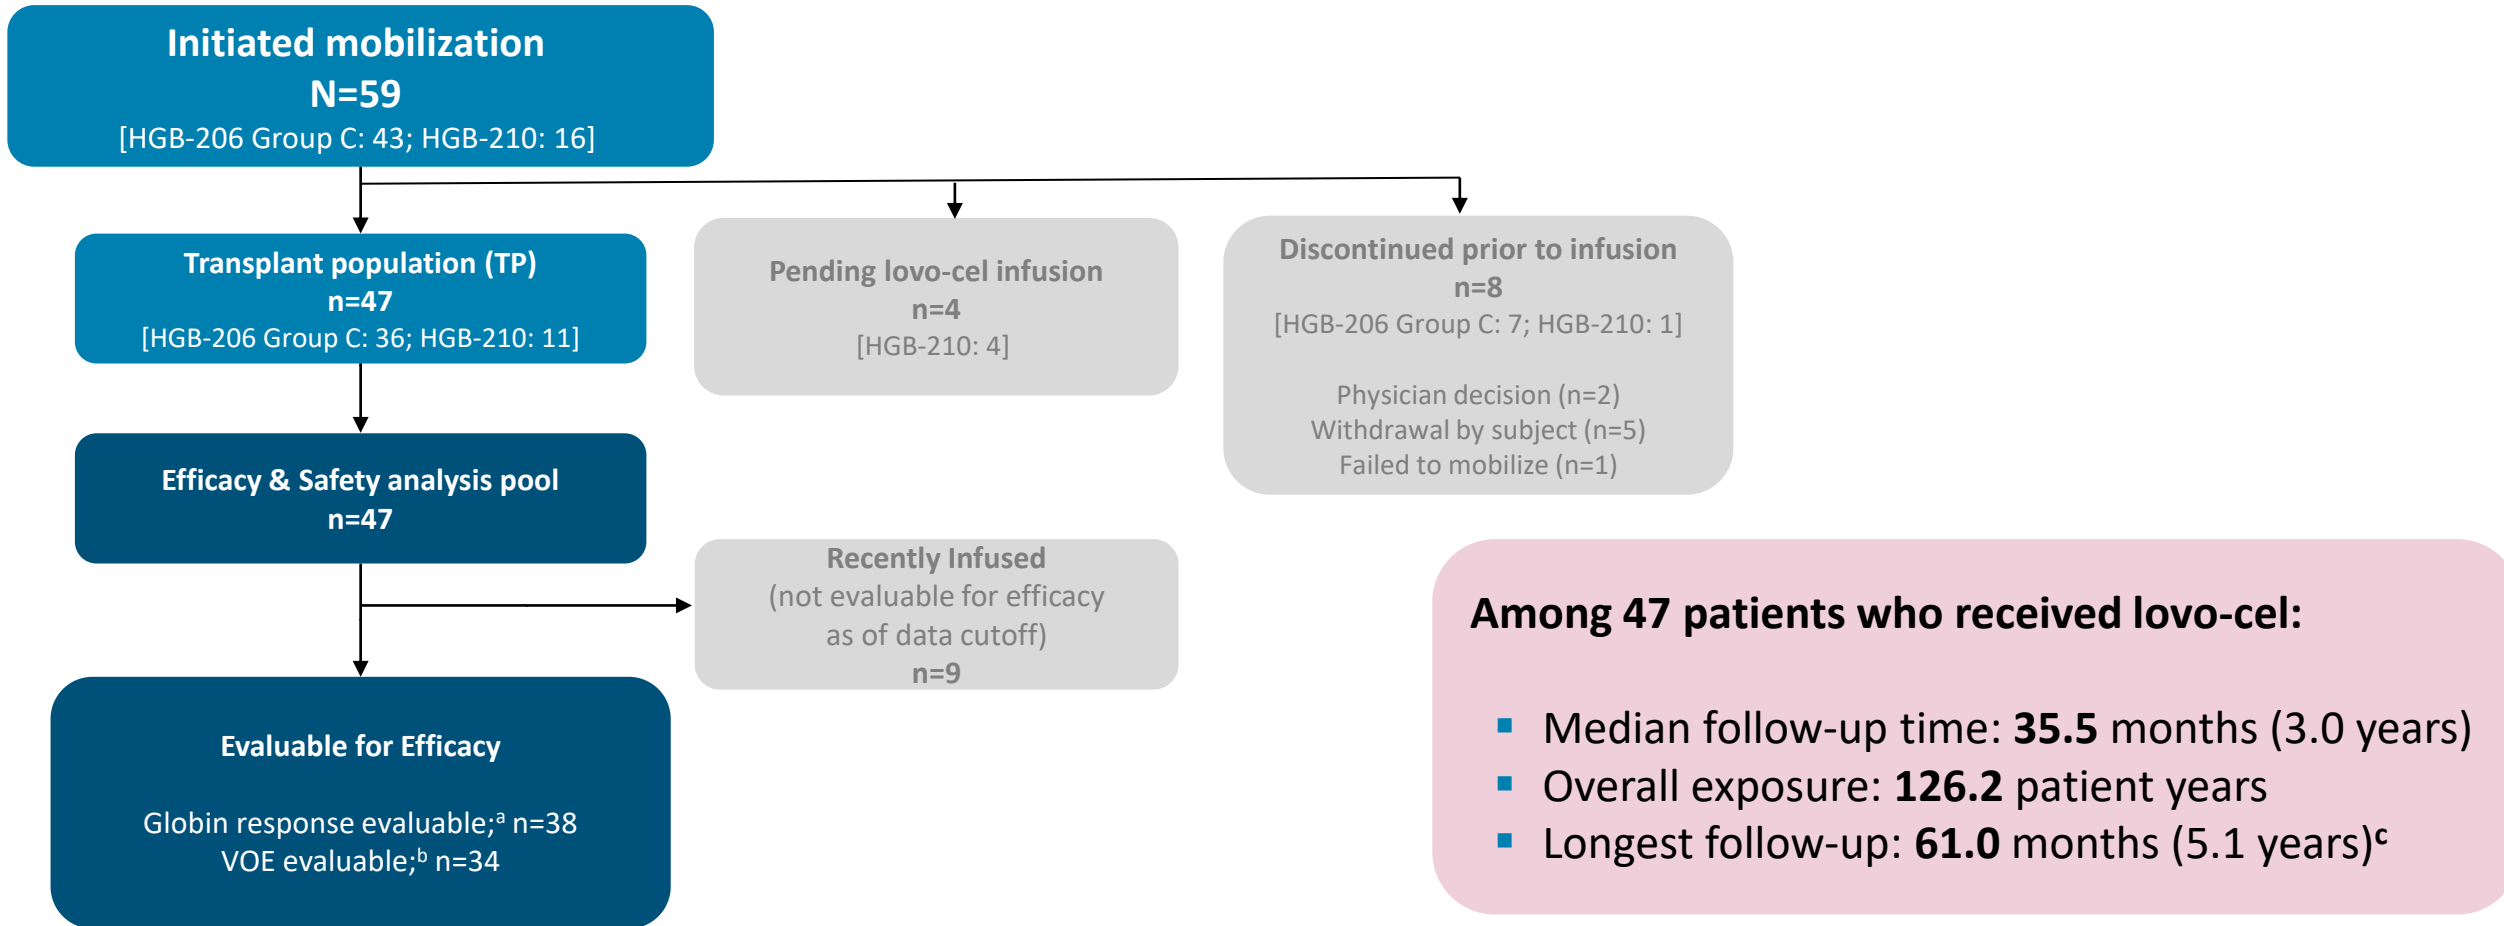 Initiated mobilization
N=59
[HGB-206 Group C: 43; HGB-210: 16]
Transplant population (TP)
n=47
[HGB-206 Group C: 36; HGB-210: 11]
Pending lovo-cel infusion
n=4
[HGB-210: 4]
Discontinued prior to infusion
n=8
[HGB-206 Group C: 7; HGB-210: 1]
Physician decision (n=2)
Withdrawal by subject (n=5)
Failed to mobilize (n=1)
Efficacy & Safety analysis pool
n=47
Recently Infused
(not evaluable for efficacy
as of data cutoff)
n=9
Evaluable for Efficacy
Globin response evaluable;ᵃ n=38
VOE evaluable;ᵇ n=34
Among 47 patients who received lovo-cel:
▪ Median follow-up time: 35.5 months (3.0 years)
▪ Overall exposure: 126.2 patient years
▪ Longest follow-up: 61.0 months (5.1 years)ᶜ